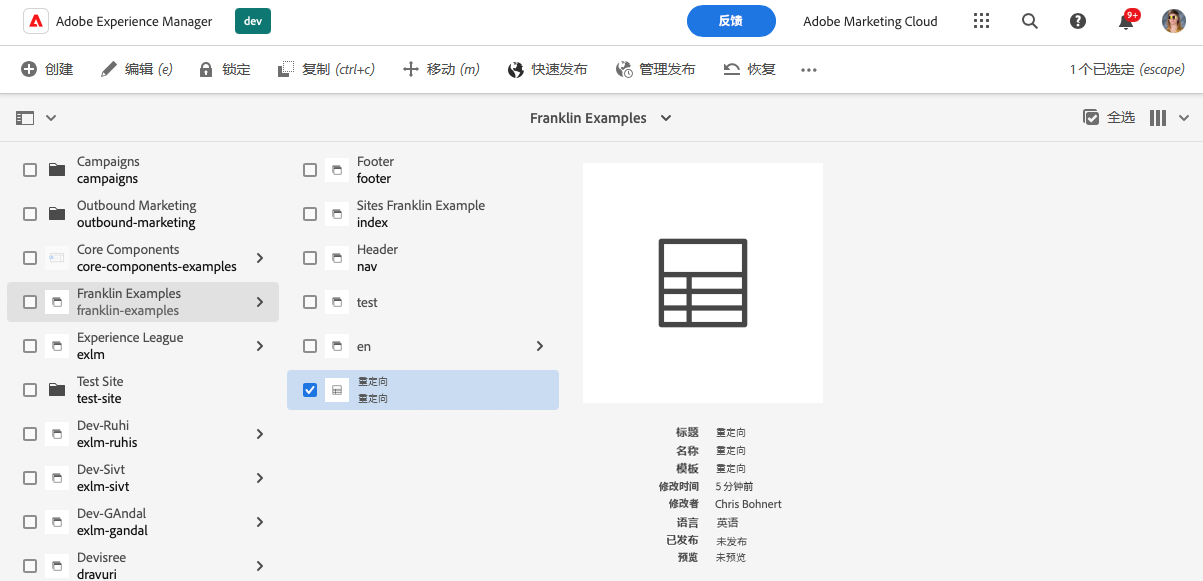 Adobe Experience Manager
dev
反馈
Adobe Marketing Cloud
9+
创建
编辑 (e)
锁定
复制 (ctrl+c)
移动 (m)
快速发布
管理发布
恢复
1 个已选定 (escape)
Franklin Examples
全选
Campaigns
campaigns
Outbound Marketing
outbound-marketing
Core Components
core-components-examples
Franklin Examples
franklin-examples
Experience League
exlm
Test Site
test-site
Dev-Ruhi
exlm-ruhis
Dev-Sivt
exlm-sivt
Dev-GAndal
exlm-gandal
Devisree
dravuri
Footer
footer
Sites Franklin Example
index
Header
nav
test
en
重定向
重定向
标题 重定向
名称 重定向
模板 重定向
修改时间 5 分钟前
修改者 Chris Bohnert
语言 英语
已发布 未发布
预览 未预览